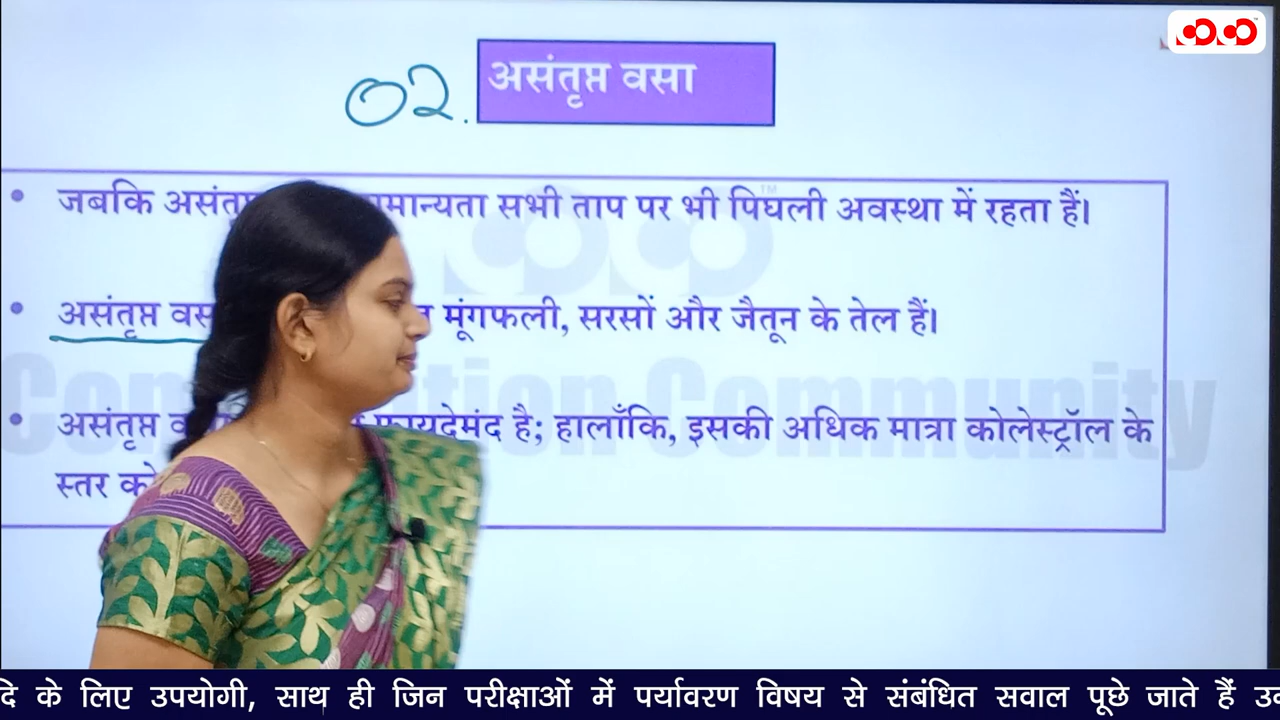 02. असंतृप्त वसा
जबकि असंतृ सामान्यता सभी ताप पर भी पिघली अवस्था में रहता हैं।
असंतृप्त वस मूंगफली, सरसों और जैतून के तेल हैं।
असंतृप्त फायदेमंद है; हालाँकि, इसकी अधिक मात्रा कोलेस्ट्रॉल के
स्तर को
Competition Community
के लिए उपयोगी, साथ ही जिन परीक्षाओं में पर्यावरण विषय से संबंधित सवाल पूछे जाते हैं